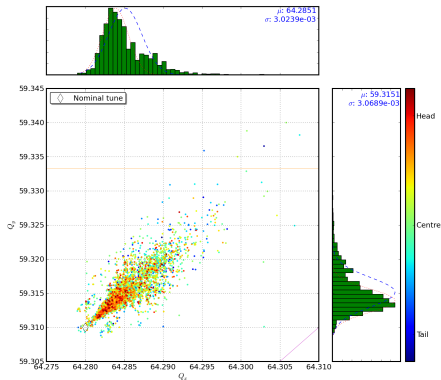 μ: 64.2851
σ: 3.0239e-03
59.345
59.340
59.335
59.330
59.325
59.320
59.315
59.310
59.305
Nominal tune
64.275 64.280 64.285 64.290 64.295 64.300 64.305 64.310
μ: 59.3151
σ: 3.0689e-03
Head
Centre
Tail